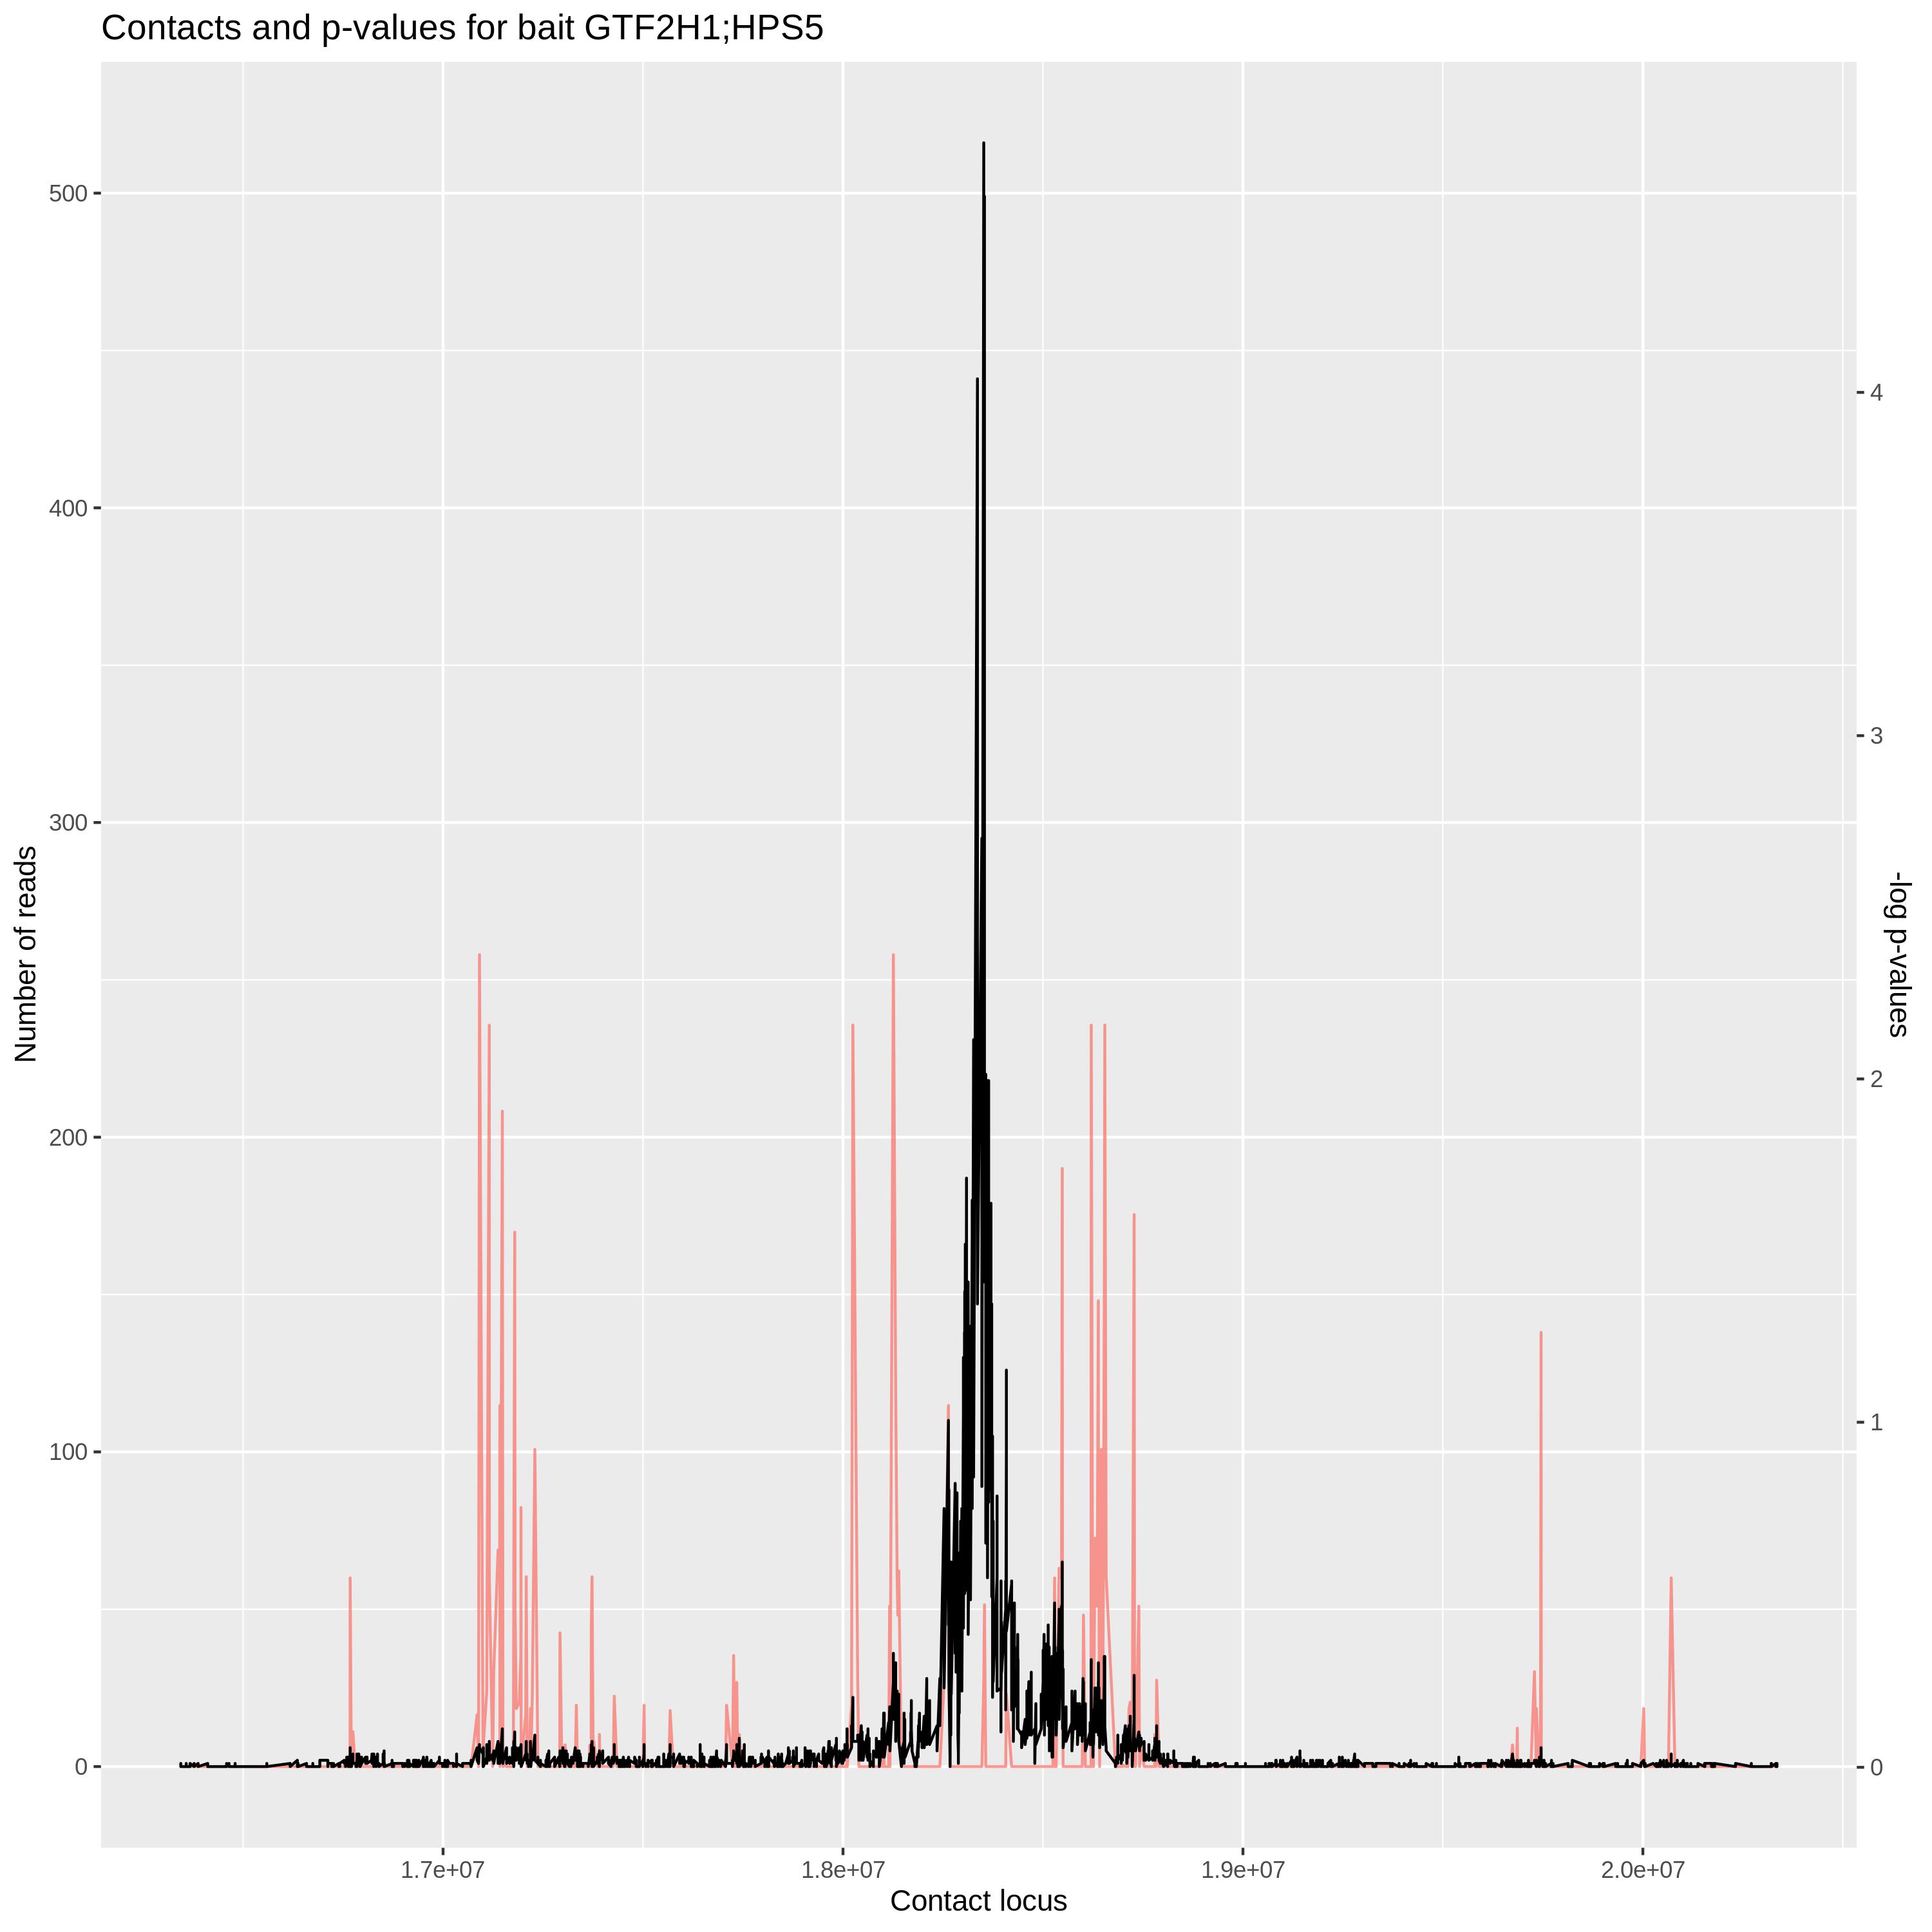 Contacts and p-values for bait GTF2H1;HPS5
500
400
300
200
100
0
Number of reads
4
3
2
1
0
-log p-values
1.7e+07
1.8e+07
1.9e+07
2.0e+07
Contact locus